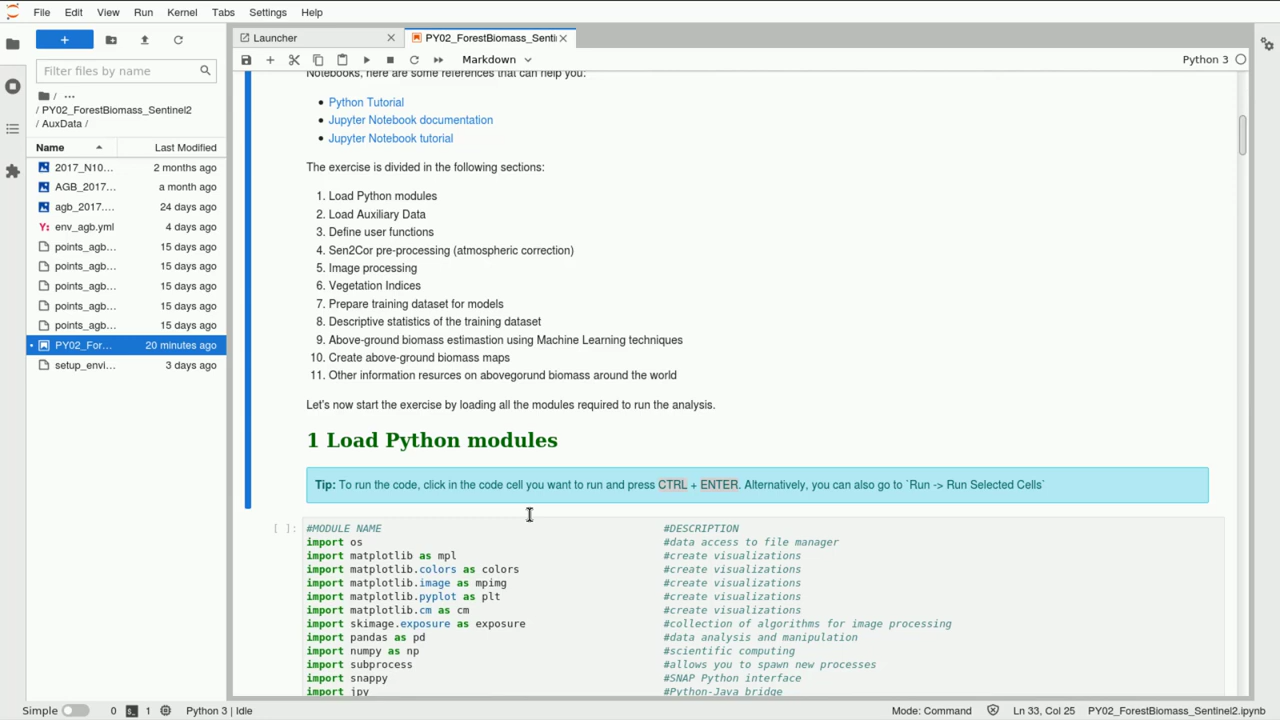 File Edit View Run Kernel Tabs Settings Help
Launcher
PY02_ForestBiomass_Senti
Filter files by name
/ ...
/ PY02_ForestBiomass_Sentinel2
/ AuxData /
Name Last Modified
2017_N10... 2 months ago
AGB_2017... a month ago
agb_2017.... 24 days ago
Y: env_agb.yml 4 days ago
points_agb... 15 days ago
points_agb... 15 days ago
points_agb... 15 days ago
points_agb... 15 days ago
points_agb... 15 days ago
PY02_For... 20 minutes ago
setup_envi... 3 days ago
Markdown
Python 3
Notebooks, here are some references that can help you:
• Python Tutorial
• Jupyter Notebook documentation
• Jupyter Notebook tutorial
The exercise is divided in the following sections:
1. Load Python modules
2. Load Auxiliary Data
3. Define user functions
4. Sen2Cor pre-processing (atmospheric correction)
5. Image processing
6. Vegetation Indices
7. Prepare training dataset for models
8. Descriptive statistics of the training dataset
9. Above-ground biomass estimastion using Machine Learning techniques
10. Create above-ground biomass maps
11. Other information resurces on abovegorund biomass around the world
Let's now start the exercise by loading all the modules required to run the analysis.
1 Load Python modules
Tip: To run the code, click in the code cell you want to run and press CTRL + ENTER. Alternatively, you can also go to `Run -> Run Selected Cells`
[ ]: #MODULE NAME #DESCRIPTION
import os #data access to file manager
import matplotlib as mpl #create visualizations
import matplotlib.colors as colors #create visualizations
import matplotlib.image as mpimg #create visualizations
import matplotlib.pyplot as plt #create visualizations
import matplotlib.cm as cm #create visualizations
import skimage.exposure as exposure #collection of algorithms for image processing
import pandas as pd #data analysis and manipulation
import numpy as np #scientific computing
import subprocess #allows you to spawn new processes
import snappy #SNAP Python interface
import jpy #Python-Java bridge
Simple 0 1 Python 3 | Idle Mode: Command Ln 33, Col 25 PY02_ForestBiomass_Sentinel2.ipynb